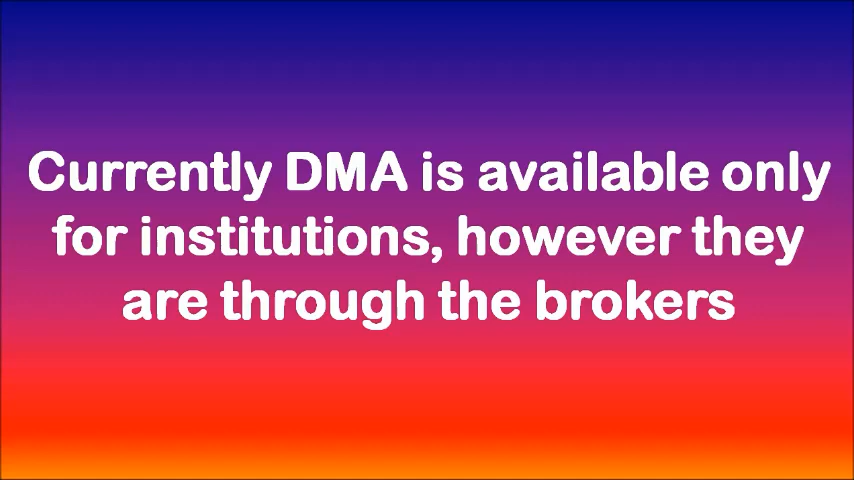 Currently DMA is available only
for institutions, however they
are through the brokers